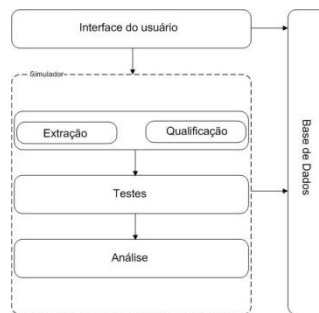 Interface do usuário
Simulador
Extração
Qualificação
Testes
Análise
Base de Dados